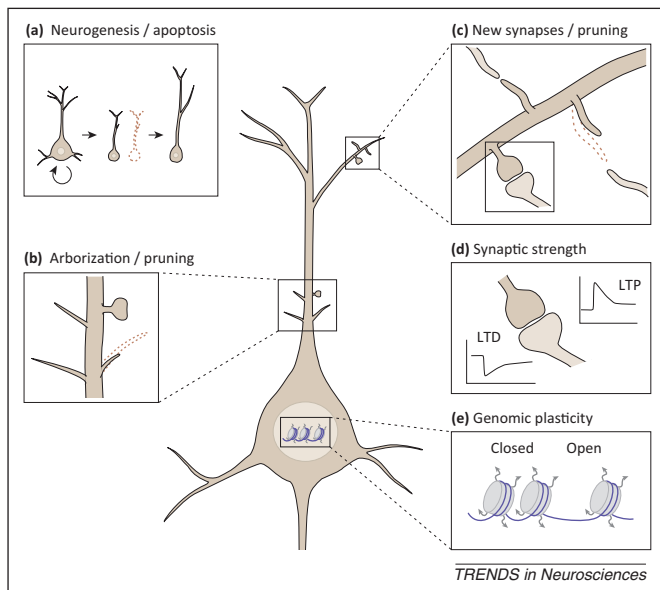 (a) Neurogenesis / apoptosis
(c) New synapses / pruning
(b) Arborization / pruning
(d) Synaptic strength
LTP
LTD
(e) Genomic plasticity
Closed Open
TRENDS in Neurosciences